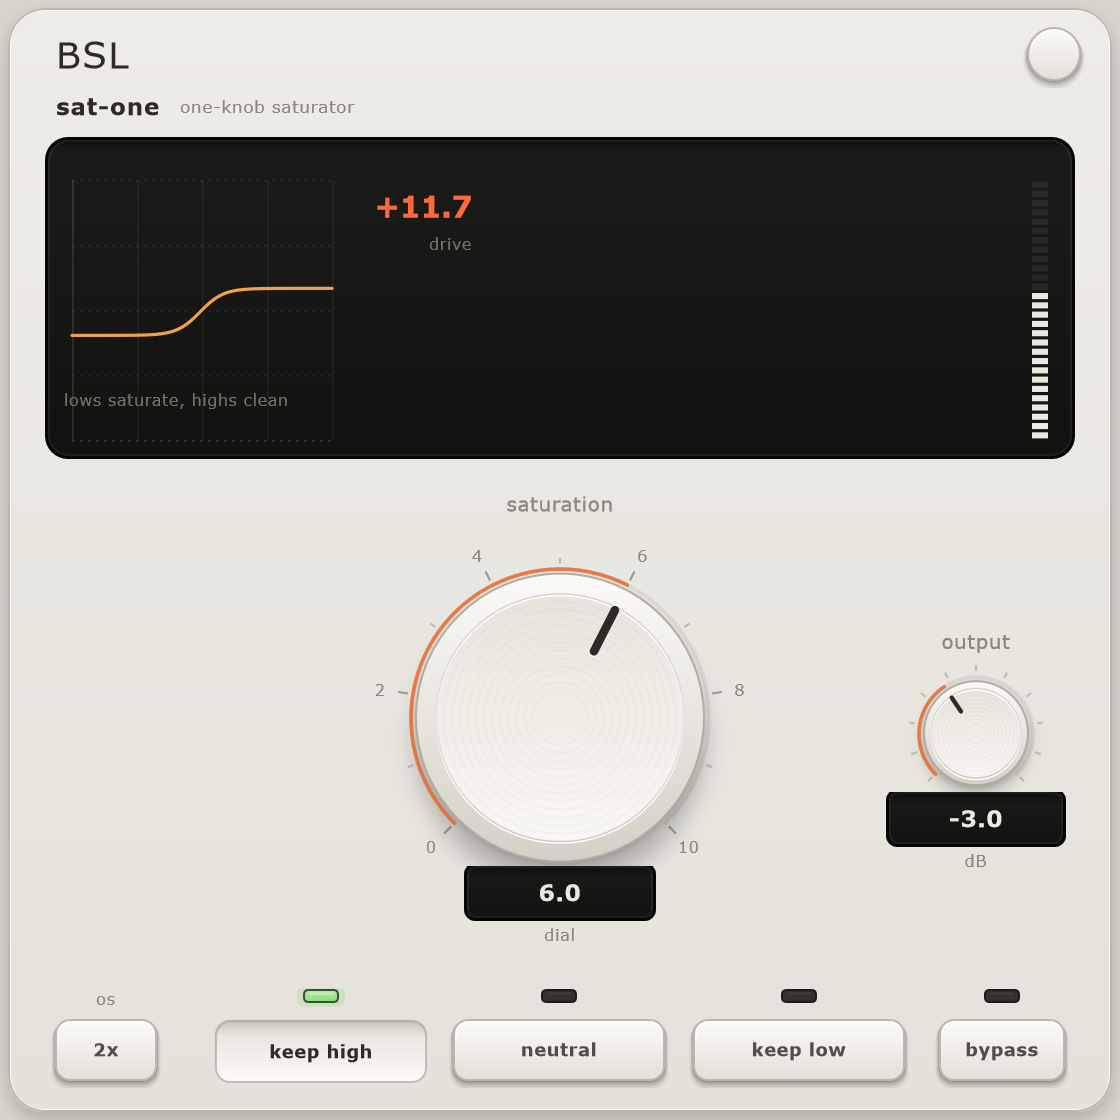 BSL
sat-one one-knob saturator
+11.7
drive
lows saturate, highs clean
saturation
4 6
2 8
0 10
6.0
dial
output
-3.0
dB
os
2x keep high neutral keep low bypass